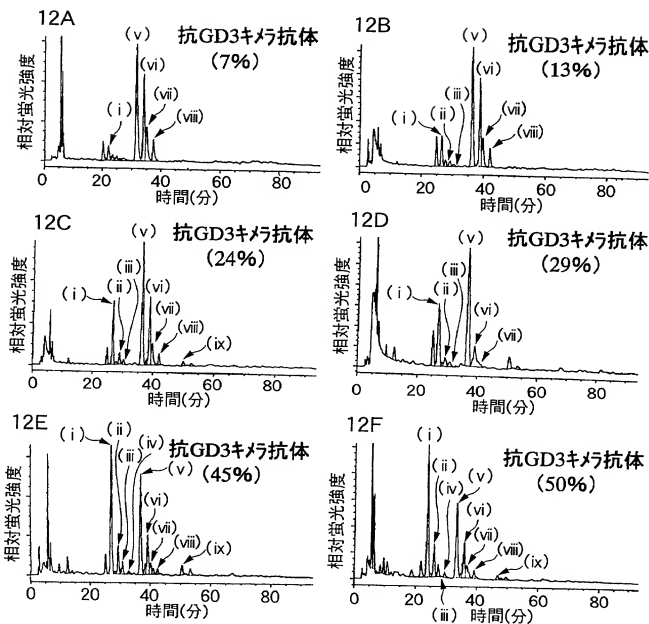 12A
抗GD3キメラ抗体
(7%)
相対蛍光強度
(i)
(v)
(vi)
(vii)
(viii)
0
20
40
60
80
時間(分)
12B
抗GD3キメラ抗体
(13%)
相対蛍光強度
(i)
(ii)
(iii)
(v)
(vi)
(vii)
(viii)
0
20
40
60
80
時間(分)
12C
抗GD3キメラ抗体
(24%)
相対蛍光強度
(i)
(ii)
(iii)
(v)
(vi)
(vii)
(viii)
(ix)
0
20
40
60
80
時間(分)
12D
抗GD3キメラ抗体
(29%)
相対蛍光強度
(i)
(ii)
(iii)
(v)
(vi)
(vii)
0
20
40
60
80
時間(分)
12E
抗GD3キメラ抗体
(45%)
相対蛍光強度
(i)
(ii)
(iii)
(iv)
(v)
(vi)
(vii)
(viii)
(ix)
0
20
40
60
80
時間(分)
12F
抗GD3キメラ抗体
(50%)
相対蛍光強度
(i)
(ii)
(iv)
(v)
(vi)
(vii)
(viii)
(ix)
(iii)
0
20
40
60
80
時間(分)